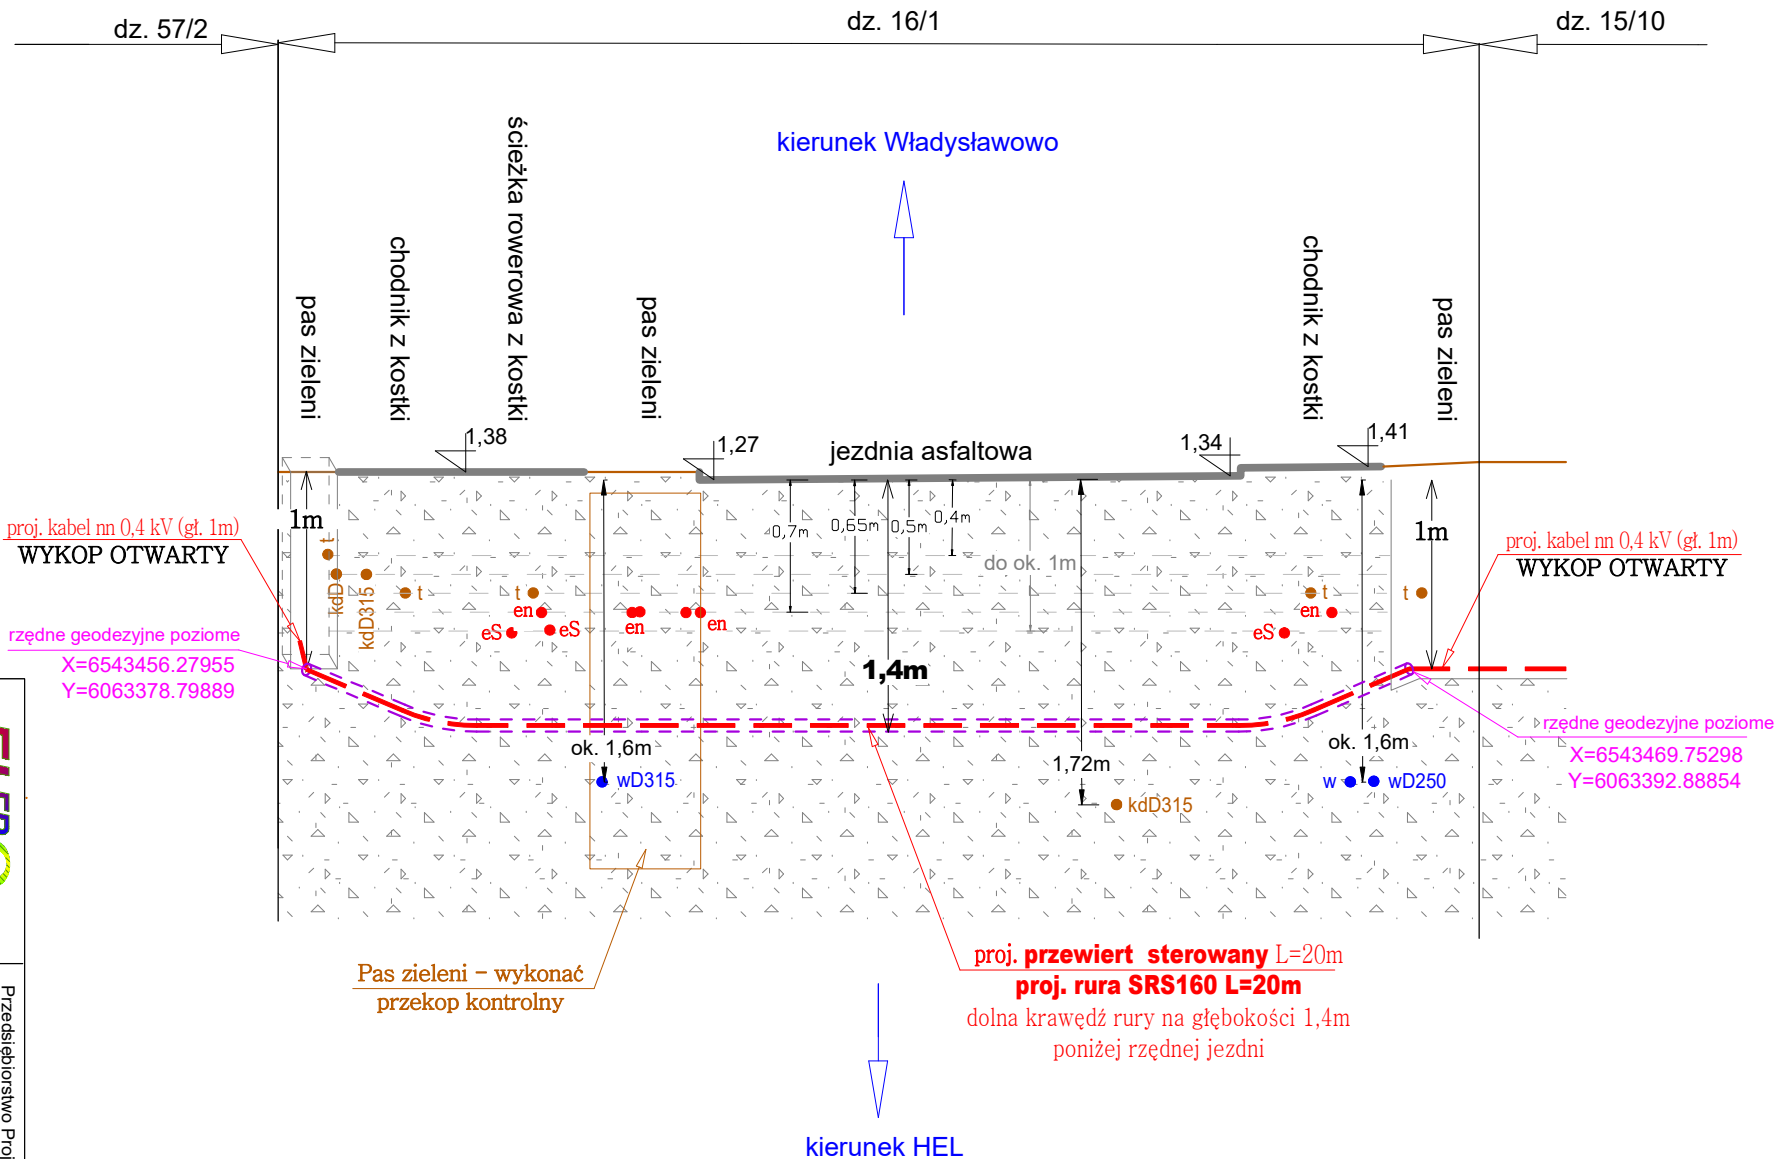 dz. 57/2
dz. 16/1
dz. 15/10
kierunek Władysławowo
pas zieleni
chodnik z kostki
ścieżka rowerowa z kostki
pas zieleni
chodnik z kostki
pas zieleni
1,38
1,27
jezdnia asfaltowa
1,34
1,41
proj. kabel nn 0,4 kV (gł. 1m)
WYKOP OTWARTY
1m
t
kdD
kdD315
t
t
en
eS
eS
en
en
0,7m
0,65m
0,5m
0,4m
do ok. 1m
t
en
eS
t
1m
proj. kabel nn 0,4 kV (gł. 1m)
WYKOP OTWARTY
rzędne geodezyjne poziome
X=6543456.27955
Y=6063378.79889
1,4m
rzędne geodezyjne poziome
X=6543469.75298
Y=6063392.88854
ok. 1,6m
wD315
1,72m
kdD315
ok. 1,6m
w
wD250
Pas zieleni - wykonać
przekop kontrolny
proj. przewiert sterowany L=20m
proj. rura SRS160 L=20m
dolna krawędź rury na głębokości 1,4m
poniżej rzędnej jezdni
kierunek HEL
Przedsiębiorstwo Proj